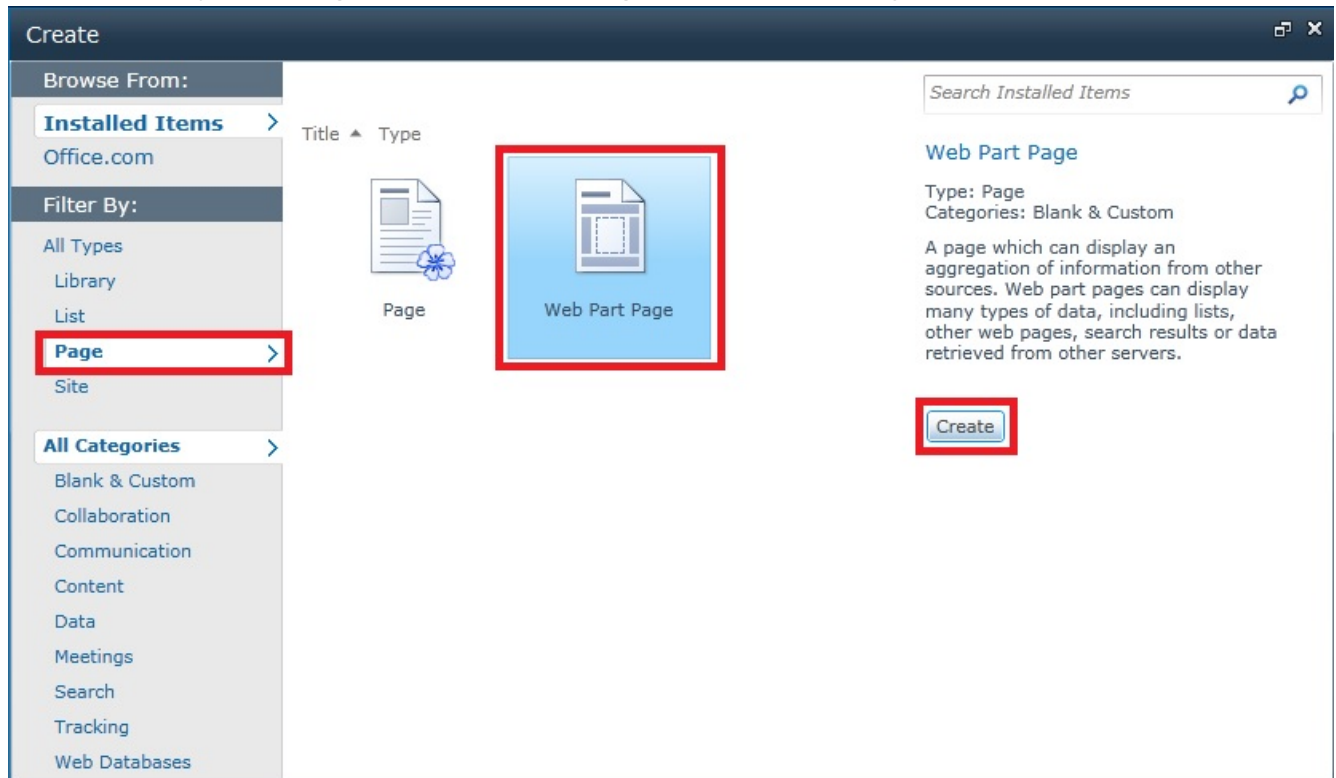 Create
Browse From:
Installed Items
Office.com
Filter By:
All Types
Library
List
Page
Site
All Categories
Blank & Custom
Collaboration
Communication
Content
Data
Meetings
Search
Tracking
Web Databases
Title Type
Page
Web Part Page
Search Installed Items
Web Part Page
Type: Page
Categories: Blank & Custom
A page which can display an
aggregation of information from other
sources. Web part pages can display
many types of data, including lists,
other web pages, search results or data
retrieved from other servers.
Create